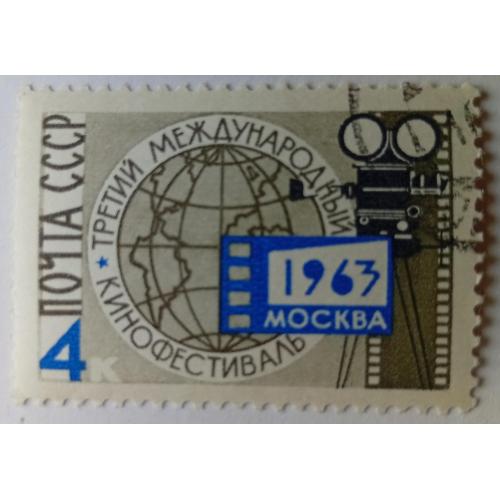 ПОЧТА СССР
4к
★ ТРЕТИЙ МЕЖДУНАРОДНЫЙ
КИНОФЕСТИВАЛЬ
1963
МОСКВА